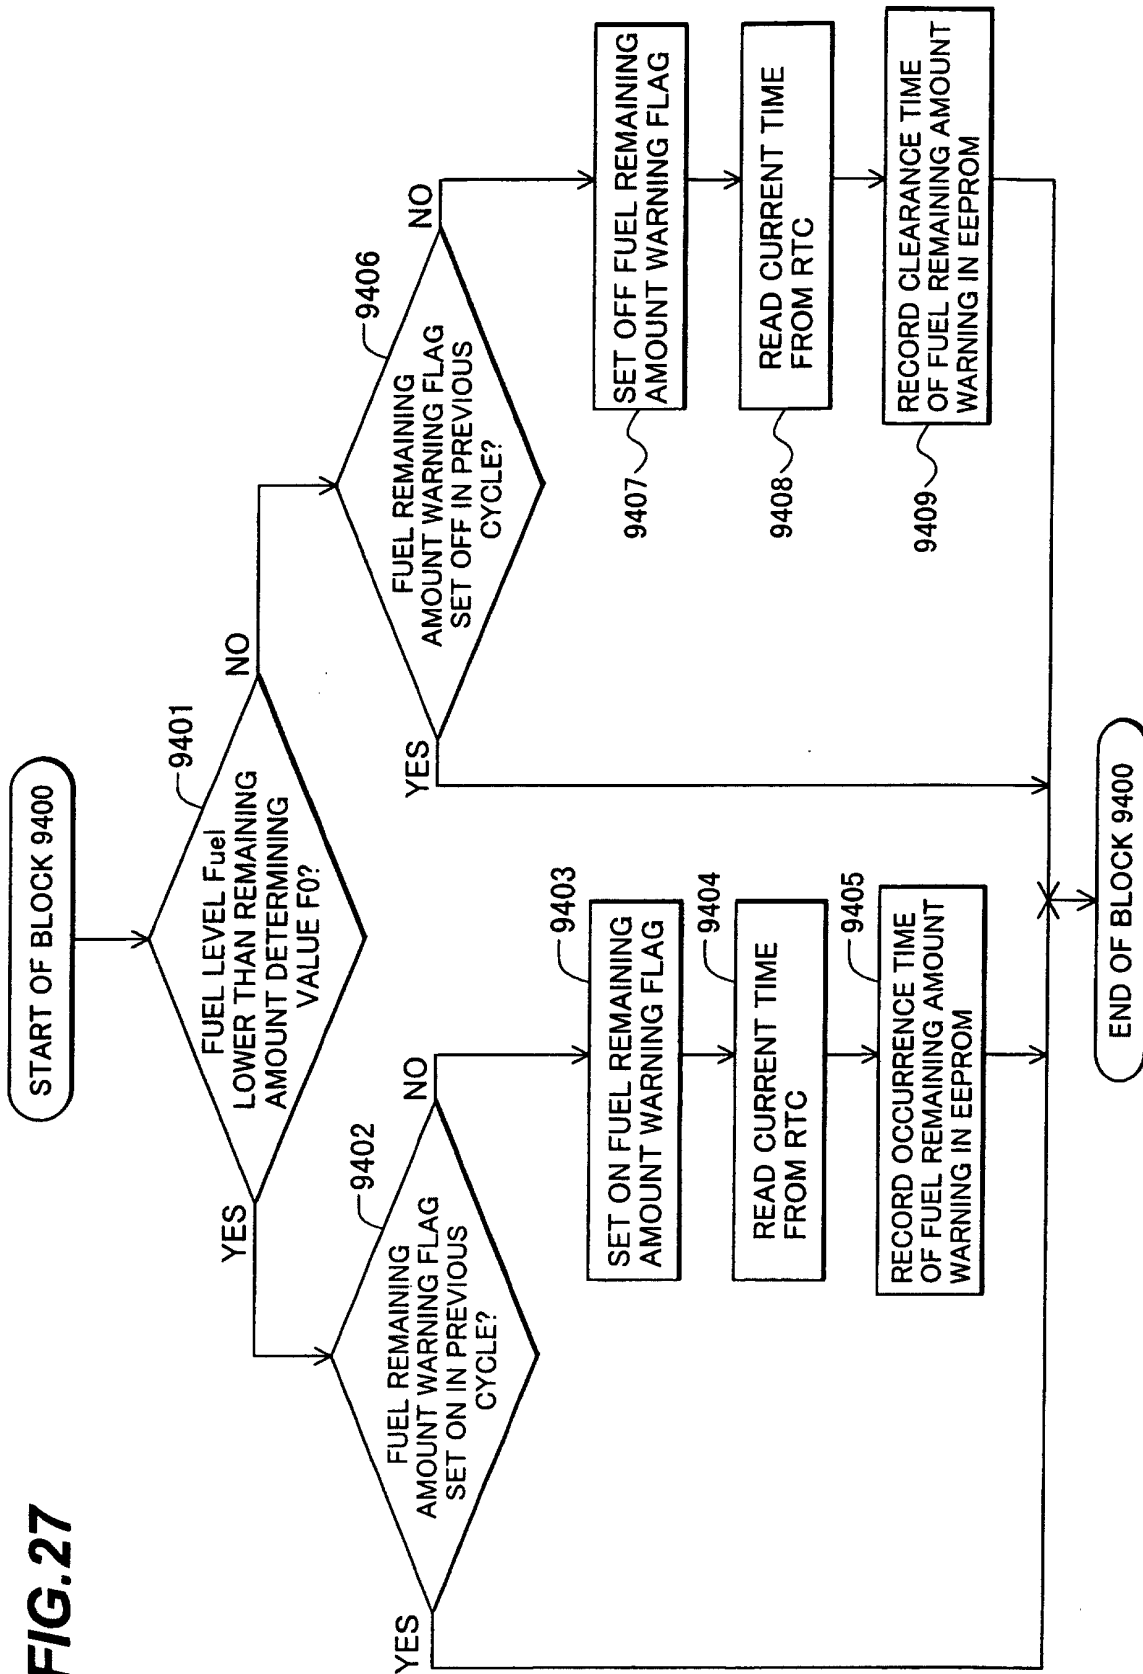 FIG.27
START OF BLOCK 9400
9401
FUEL LEVEL Fuel
LOWER THAN REMAINING
AMOUNT DETERMINING
VALUE F0?
YES
NO
9402
FUEL REMAINING
AMOUNT WARNING FLAG
SET ON IN PREVIOUS
CYCLE?
YES
NO
9403
SET ON FUEL REMAINING
AMOUNT WARNING FLAG
9404
READ CURRENT TIME
FROM RTC
9405
RECORD OCCURRENCE TIME
OF FUEL REMAINING AMOUNT
WARNING IN EEPROM
9406
FUEL REMAINING
AMOUNT WARNING FLAG
SET OFF IN PREVIOUS
CYCLE?
YES
NO
9407
SET OFF FUEL REMAINING
AMOUNT WARNING FLAG
9408
READ CURRENT TIME
FROM RTC
9409
RECORD CLEARANCE TIME
OF FUEL REMAINING AMOUNT
WARNING IN EEPROM
END OF BLOCK 9400